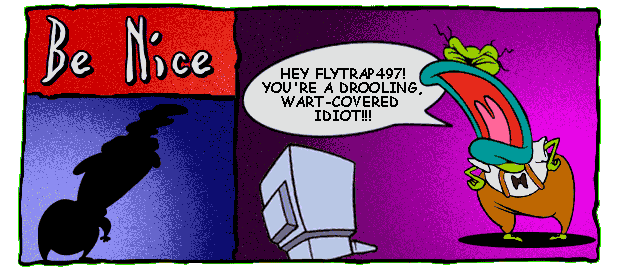 Be Nice
HEY FLYTRAP497!
YOU'RE A DROOLING,
WART-COVERED
IDIOT!!!